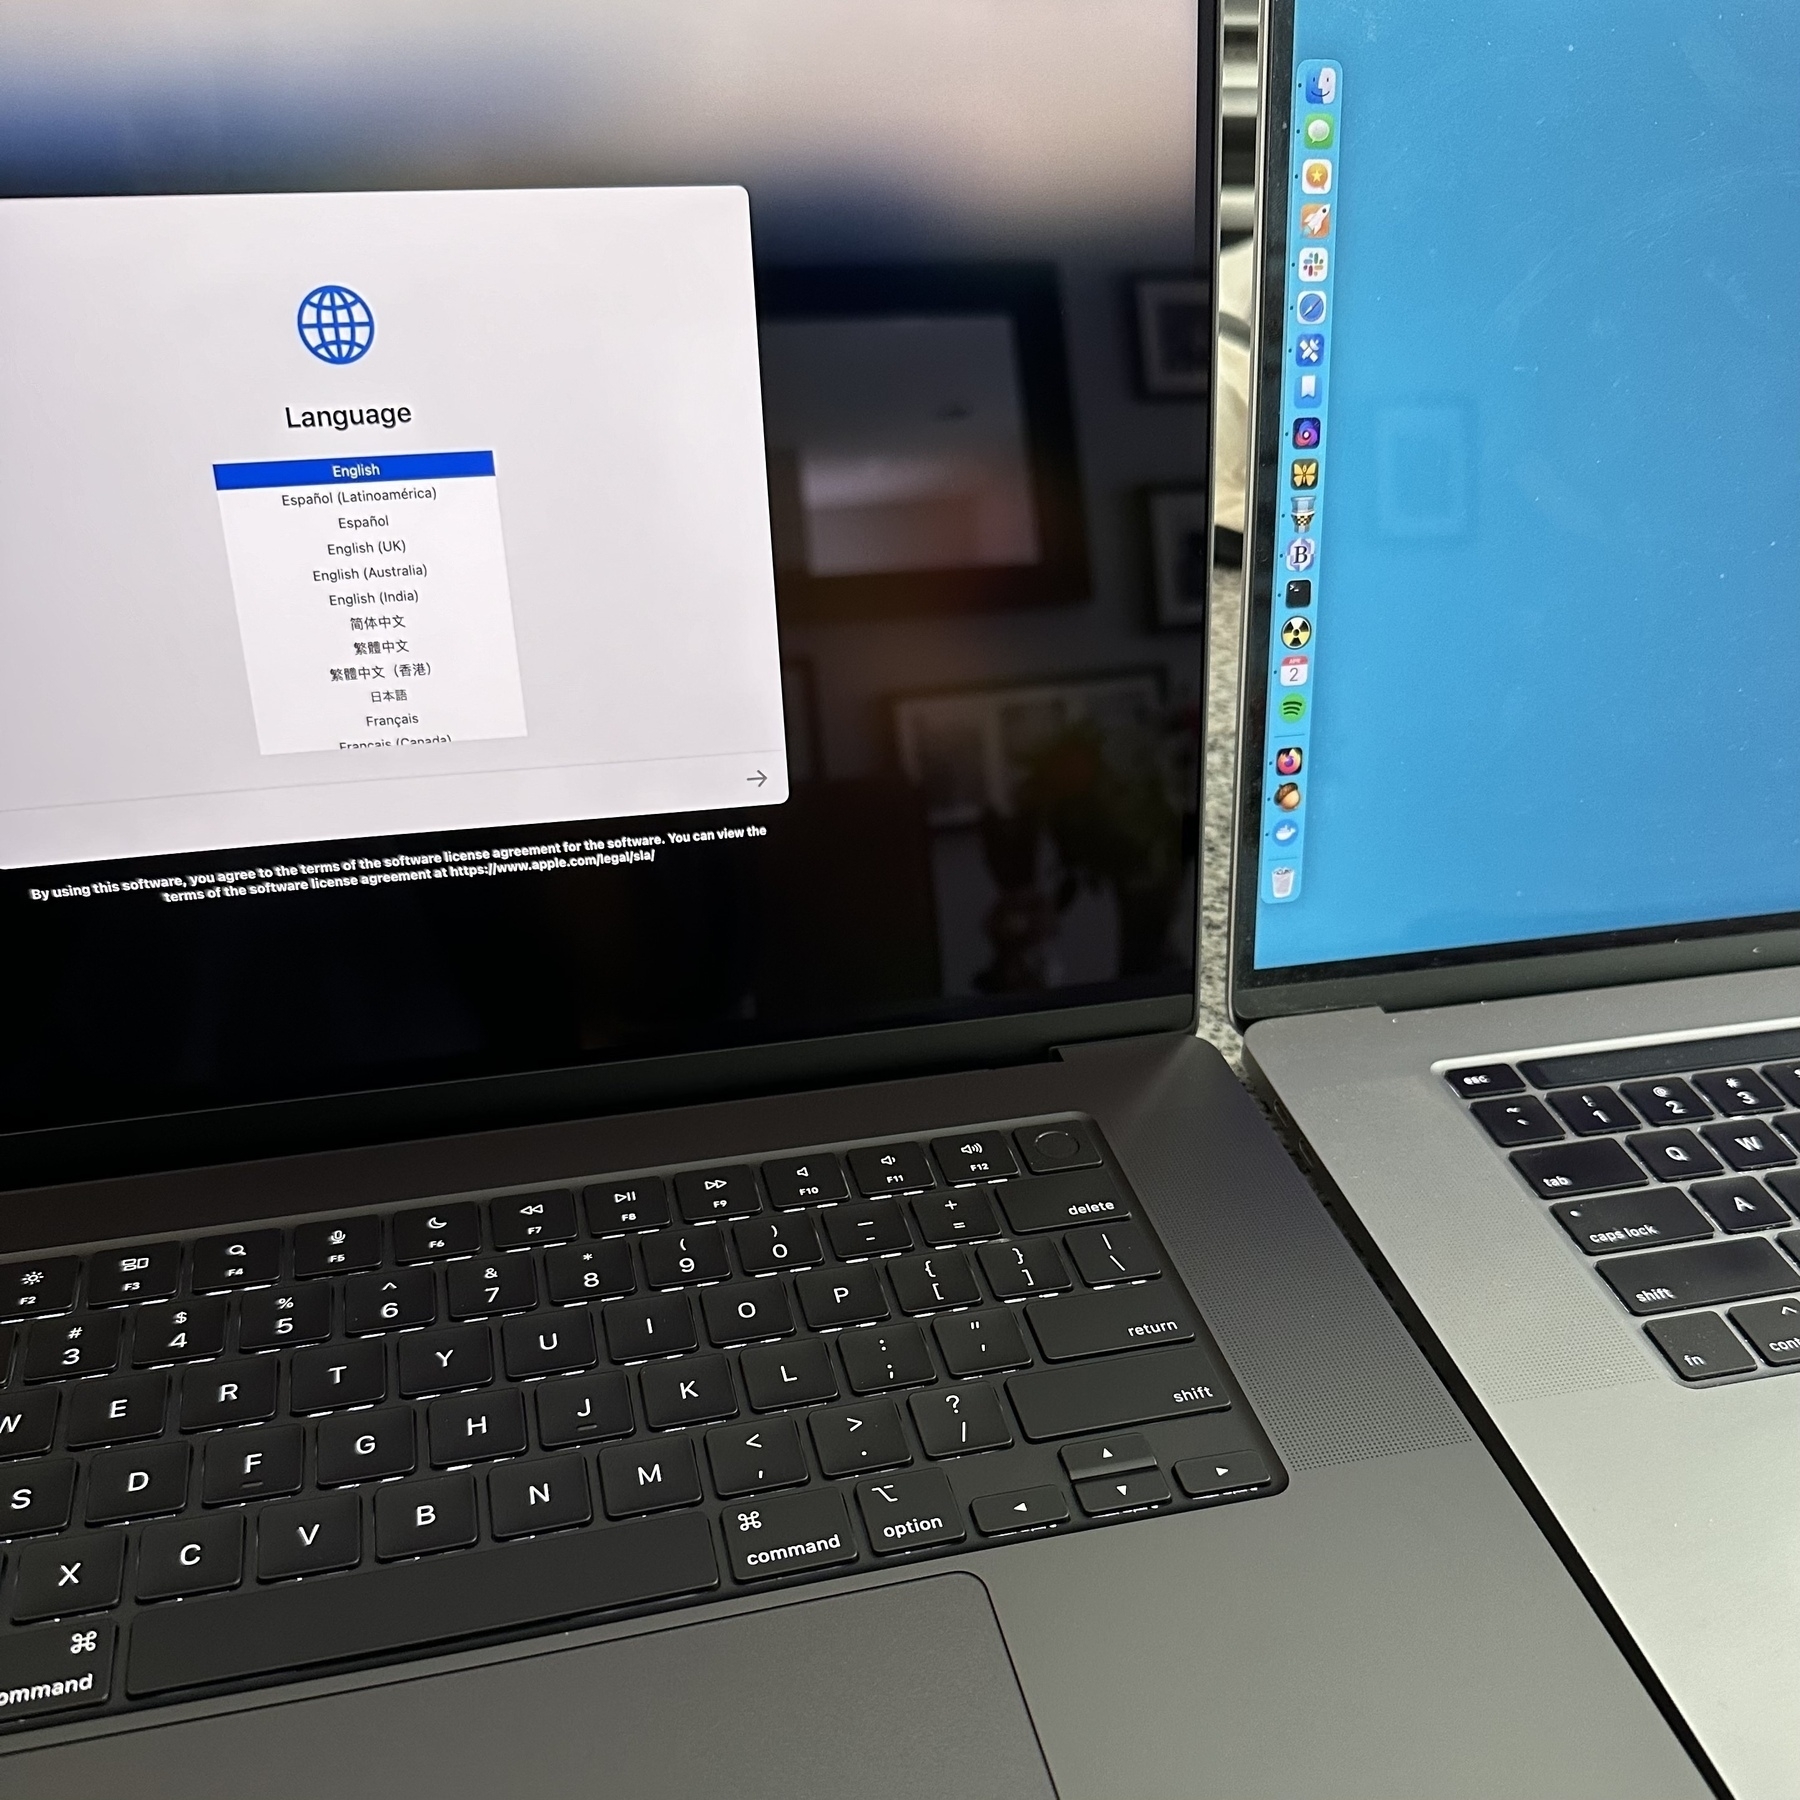 Language
English
Español (Latinoamérica)
Español
English (UK)
English (Australia)
English (India)
简体中文
繁體中文
繁體中文（香港）
日本語
Français
Français (Canada)
By using this software, you agree to the terms of the software license agreement for the software. You can view the
terms of the software license agreement at https://www.apple.com/legal/sla/
B
APR
2
F2 F3 F4 F5 F6 F7 F8 F9 F10 F11 F12
# $ % ^ & * ( ) — +
3 4 5 6 7 8 9 0 - = delete
W E R T Y U I O P { [ } ] | \
S D F G H J K L : ; " ' return
X C V B N M < , > . ? / shift
⌘ ⌘ ⌥
command option
esc
~ ` ! 1 @ 2 # 3
tab Q W
caps lock A
shift
fn ^